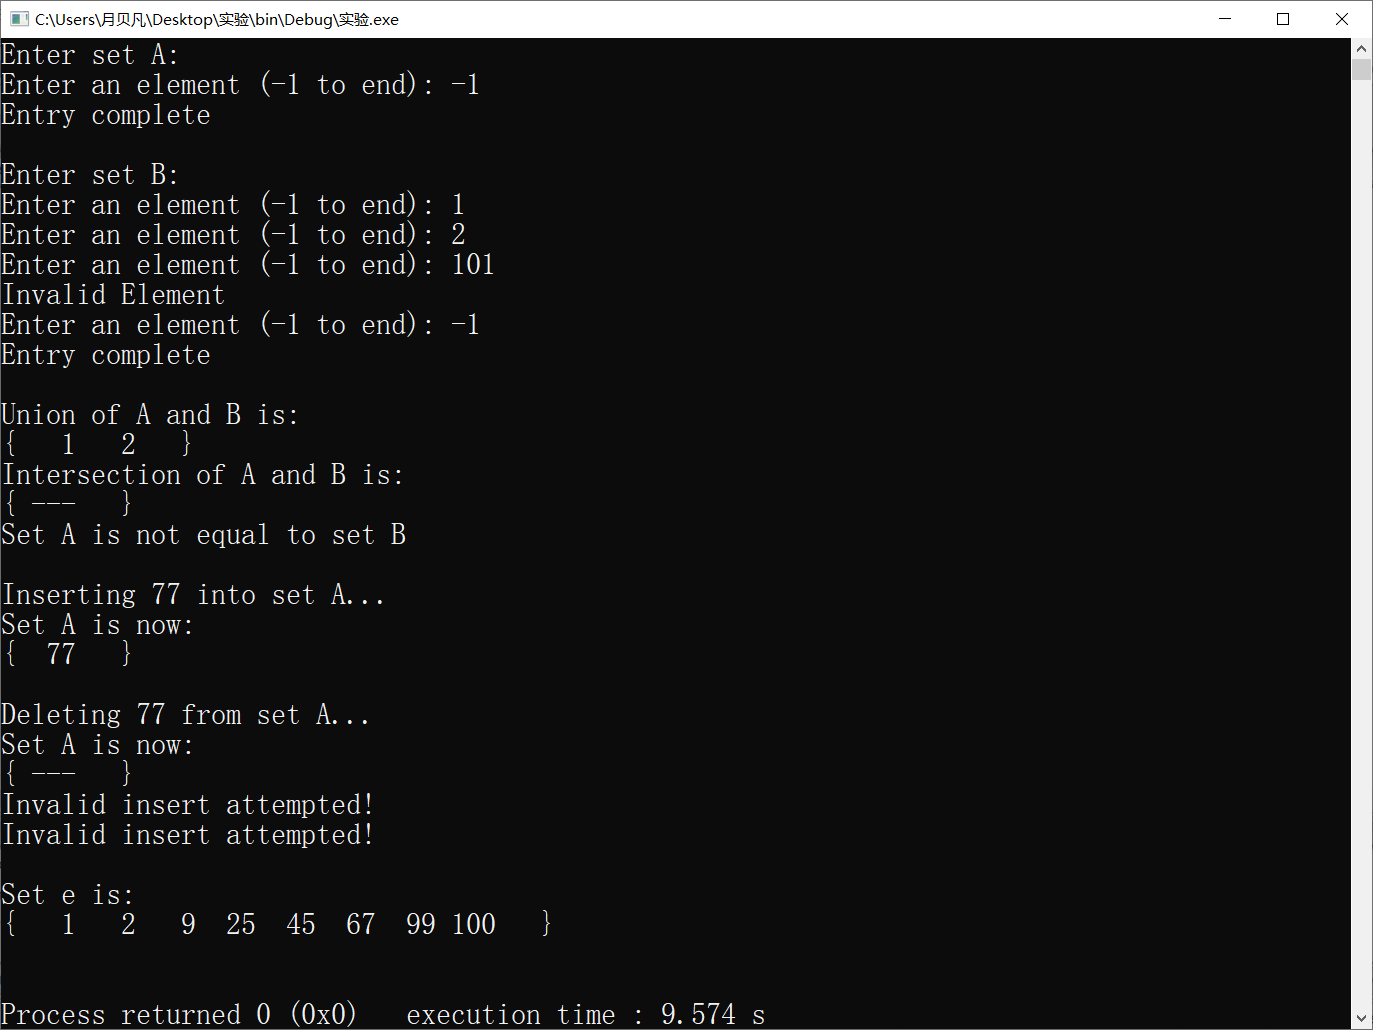 C:\Users\月贝凡\Desktop\实验\bin\Debug\实验.exe
Enter set A:
Enter an element (-1 to end): -1
Entry complete
Enter set B:
Enter an element (-1 to end): 1
Enter an element (-1 to end): 2
Enter an element (-1 to end): 101
Invalid Element
Enter an element (-1 to end): -1
Entry complete
Union of A and B is:
{   1   2   }
Intersection of A and B is:
{ ---   }
Set A is not equal to set B
Inserting 77 into set A...
Set A is now:
{  77   }
Deleting 77 from set A...
Set A is now:
{ ---   }
Invalid insert attempted!
Invalid insert attempted!
Set e is:
{   1   2   9  25  45  67  99 100   }
Process returned 0 (0x0)   execution time : 9.574 s